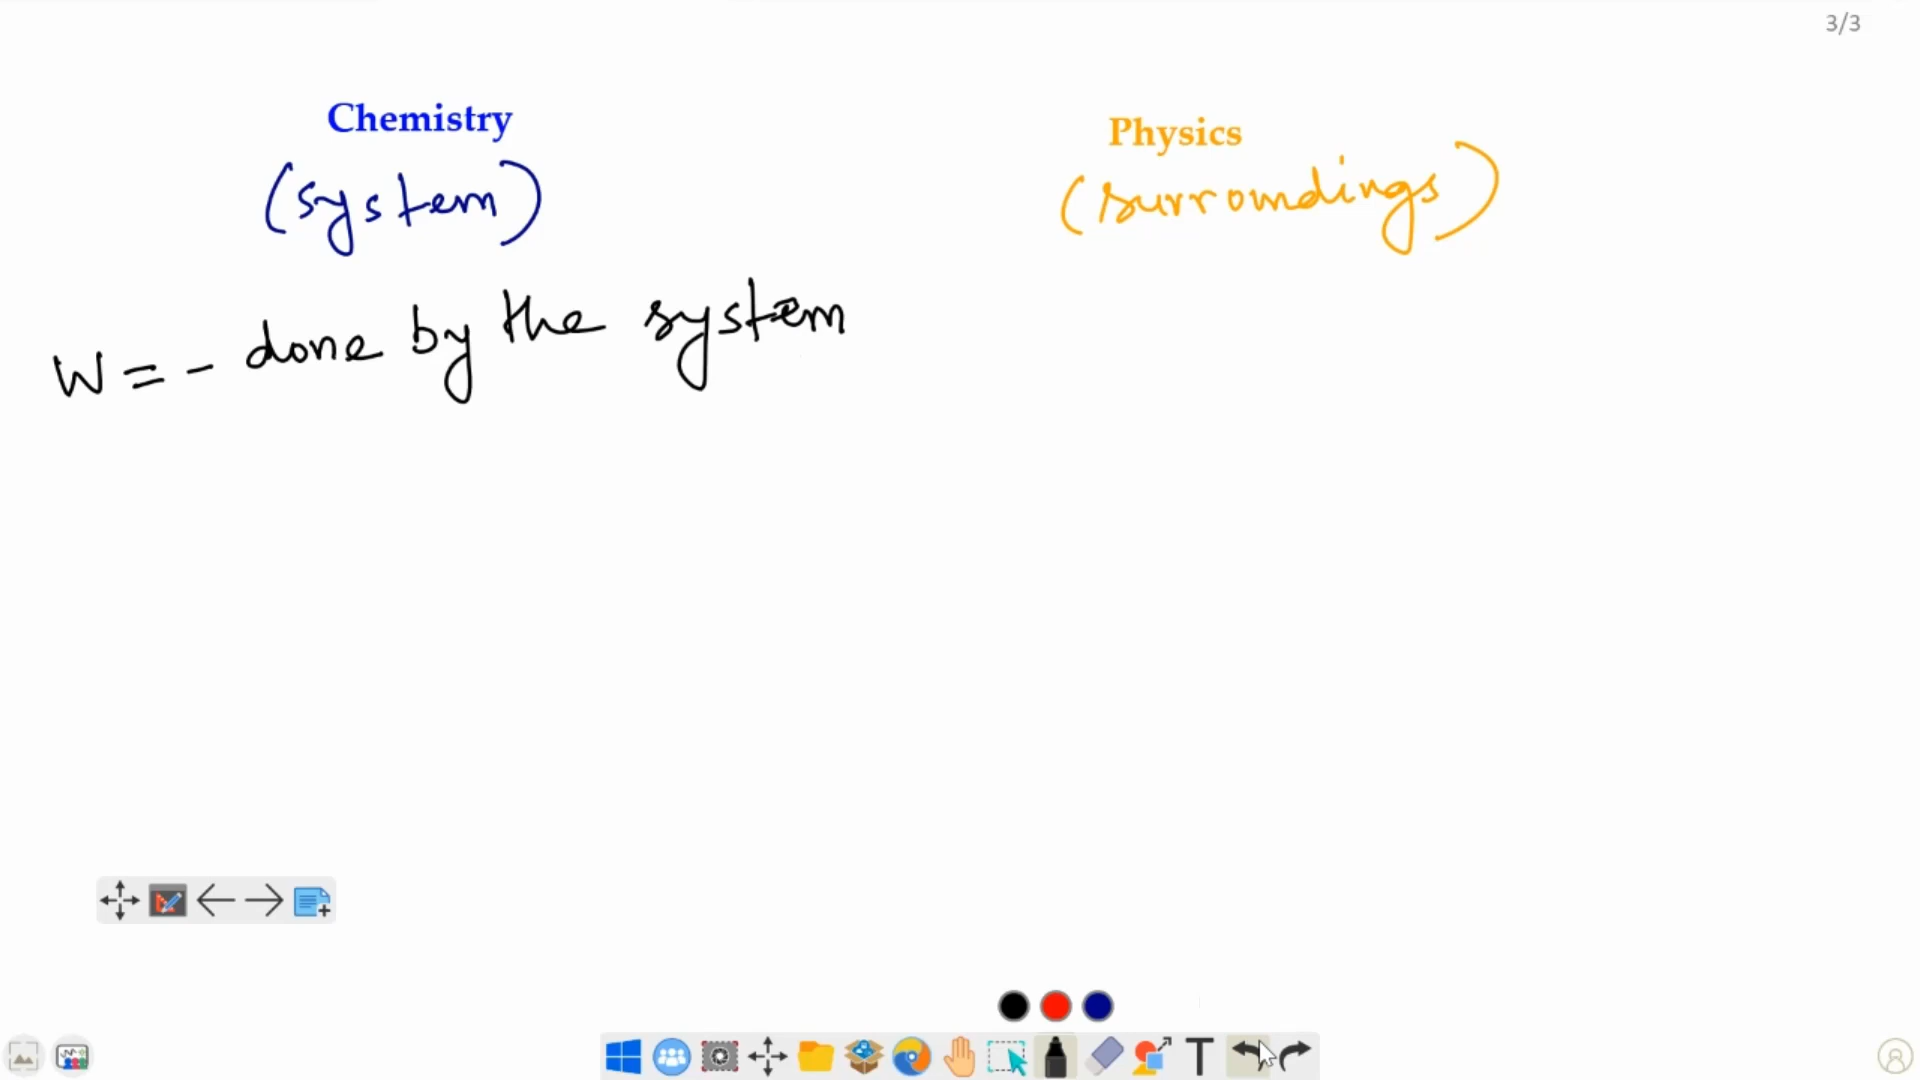 3/3
Chemistry
(system)
Physics
(surroundings)
W = - done by the system
T